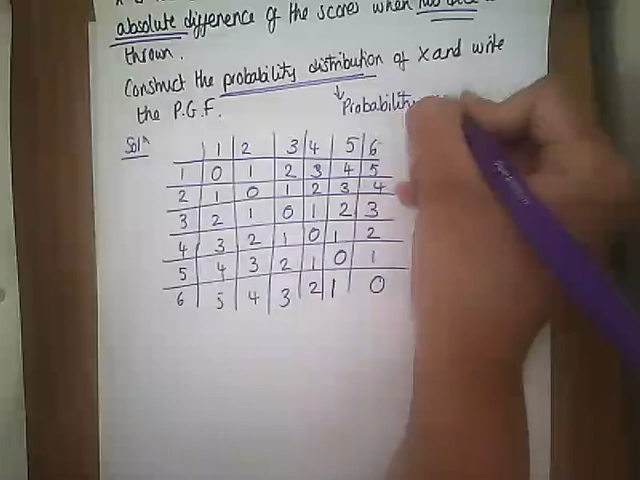 absolute difference of the scores when two dice
thrown.
Construct the probability distribution of X and write
the P.G.F.
Probability
Solⁿ
1 2 3 4 5 6
1 0 1 2 3 4 5
2 1 0 1 2 3 4
3 2 1 0 1 2 3
4 3 2 1 0 1 2
5 4 3 2 1 0 1
6 5 4 3 2 1 0